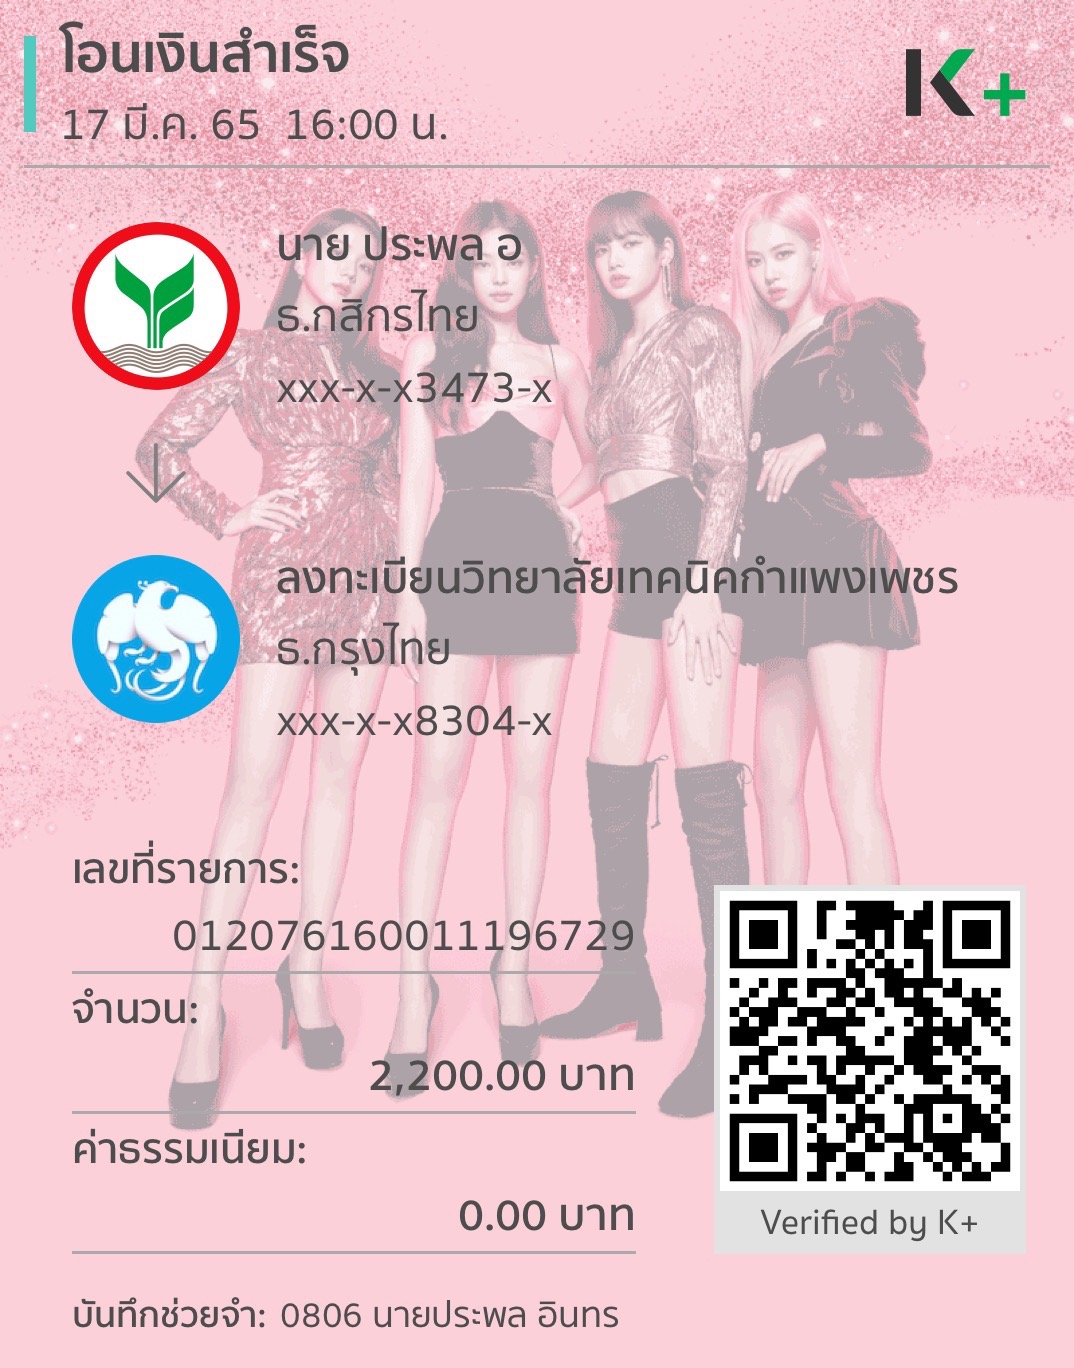 โอนเงินสำเร็จ
17 มี.ค. 65 16:00 น.
K+
นาย ประพล อ
ธ.กสิกรไทย
xxx-x-x3473-x
ลงทะเบียนวิทยาลัยเทคนิคกำแพงเพชร
ธ.กรุงไทย
xxx-x-x8304-x
เลขที่รายการ:
012076160011196729
จำนวน:
2,200.00 บาท
ค่าธรรมเนียม:
0.00 บาท
Verified by K+
บันทึกช่วยจำ: 0806 นายประพล อินทร